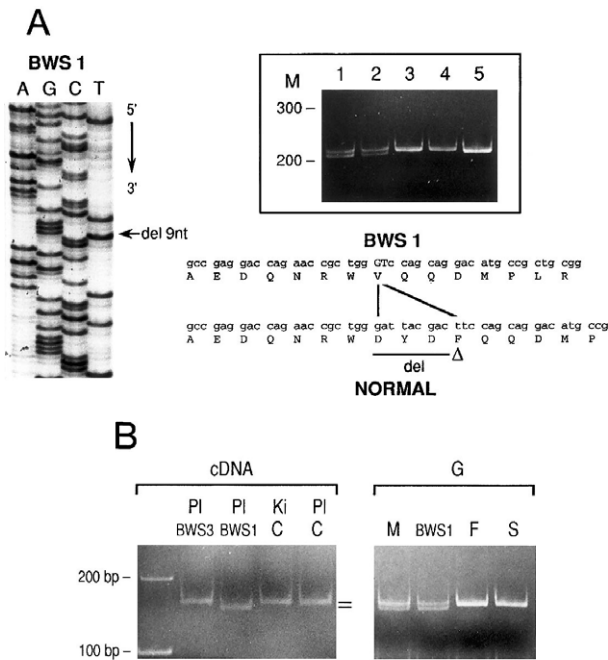 A
BWS 1
A G C T
5'
3'
del 9nt
M 1 2 3 4 5
300
200
BWS 1
gcc gag gac cag aac cgc tgg GTc cag cag gac atg ccg ctg cgg
A E D Q N R W V Q Q D M P L R
gcc gag gac cag aac cgc tgg gat tac gac ttc cag cag gac atg ccg
A E D Q N R W D Y D F Q Q D M P
del Δ
NORMAL
B
cDNA G
Pl Pl Ki Pl M BWS1 F S
BWS3 BWS1 C C
200 bp
=
100 bp